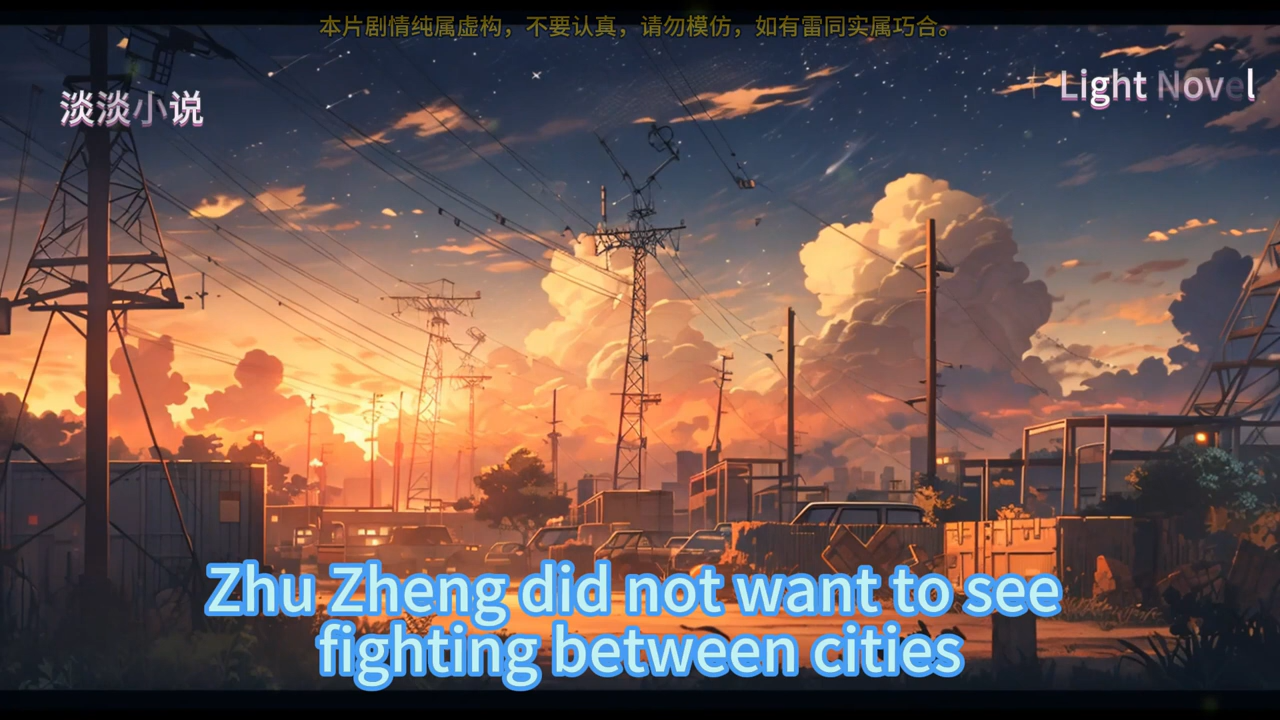 本片剧情纯属虚构，不要认真，请勿模仿，如有雷同实属巧合。
淡淡小说
Light Novel
Zhu Zheng did not want to see
fighting between cities